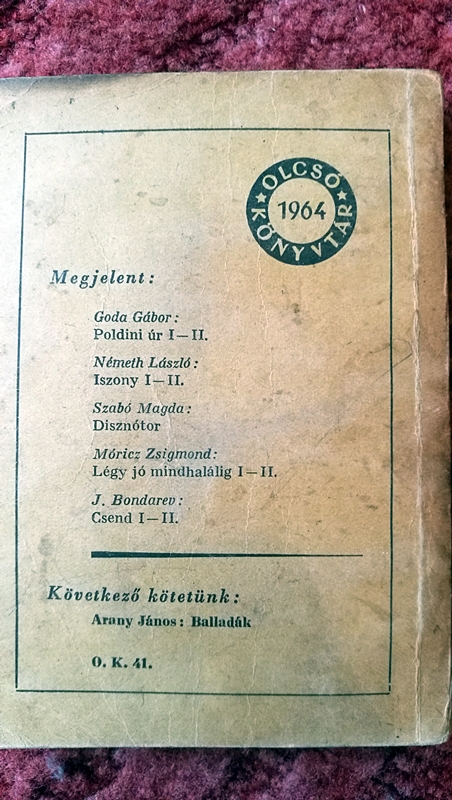 OLCSÓ
KÖNYVTÁR
1964
Megjelent:
Goda Gábor:
Poldini úr I—II.
Németh László:
Iszony I—II.
Szabó Magda:
Disznótor
Móricz Zsigmond:
Légy jó mindhalálig I—II.
J. Bondarev:
Csend I—II.
Következő kötetünk:
Arany János: Balladák
O. K. 41.